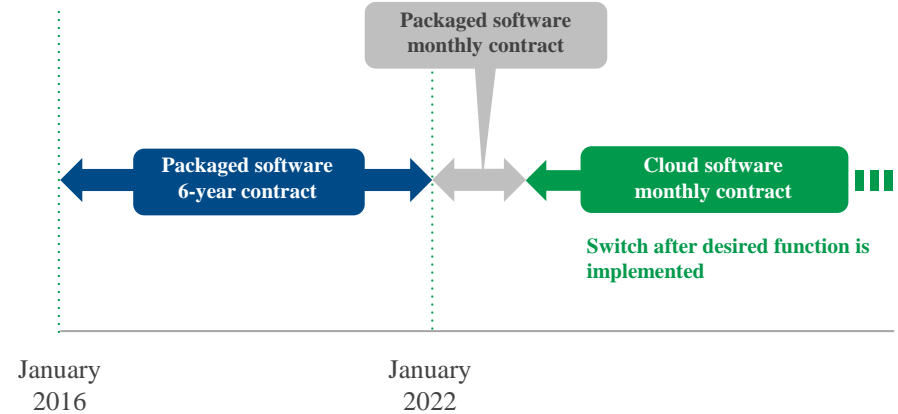 Packaged software
monthly contract
Packaged software
6-year contract
Cloud software
monthly contract
Switch after desired function is
implemented
January
2016
January
2022